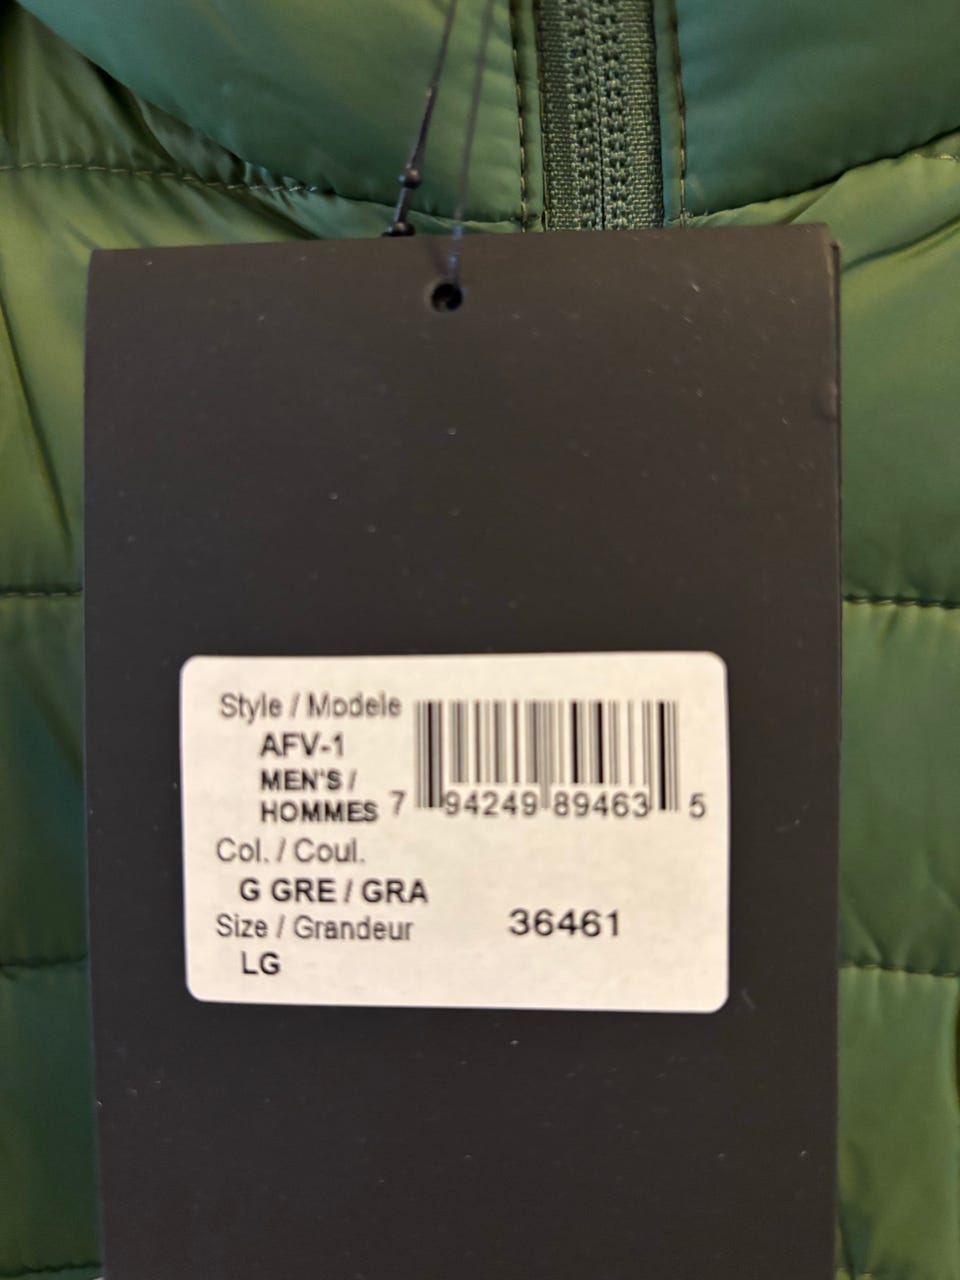 Style / Modele
AFV-1
MEN'S /
HOMMES
7 94249 89463 5
Col. / Coul.
G GRE / GRA
Size / Grandeur
36461
LG